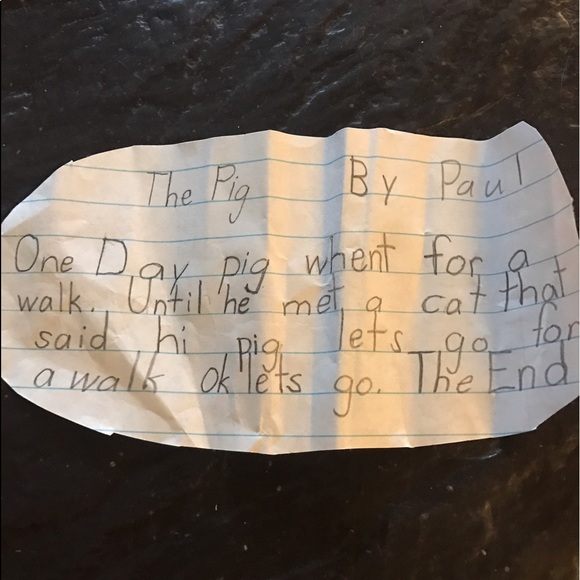 The Pig By Paul
One Day pig whent for a
walk. Until he met a cat that
said hi pig lets go for
a walk ok lets go. The End